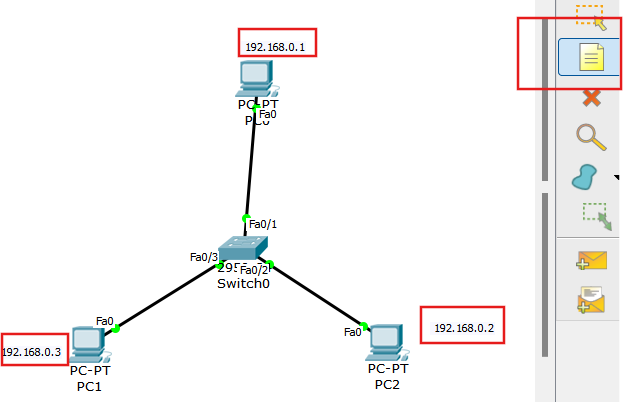 192.168.0.1
PC-PT
PC0
Fa0
Fa0/1
Fa0/3
Fa0/2
Switch0
Fa0
192.168.0.3
PC-PT
PC1
Fa0
192.168.0.2
PC-PT
PC2